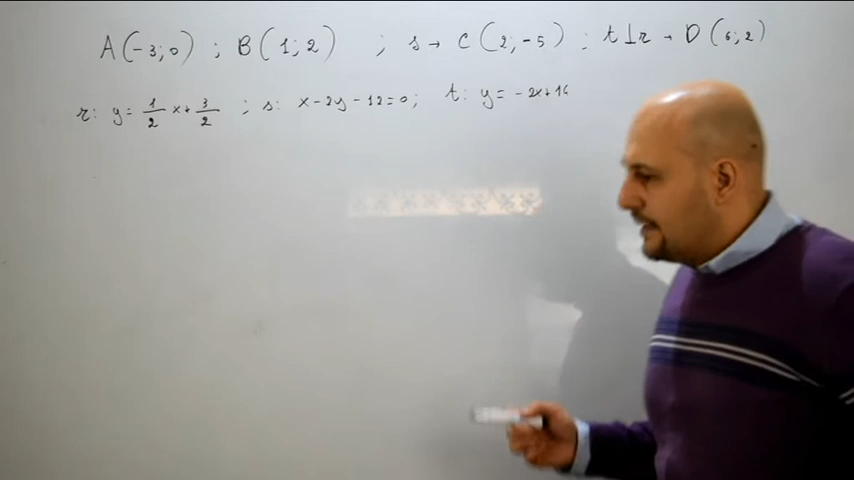 A(-3;0) ; B(1;2) ; s → C(2;-5) ; t⊥r → D(6;2)
r: y= 1/2 x+ 3/2 ; s: x-2y-12=0; t: y= -2x+14